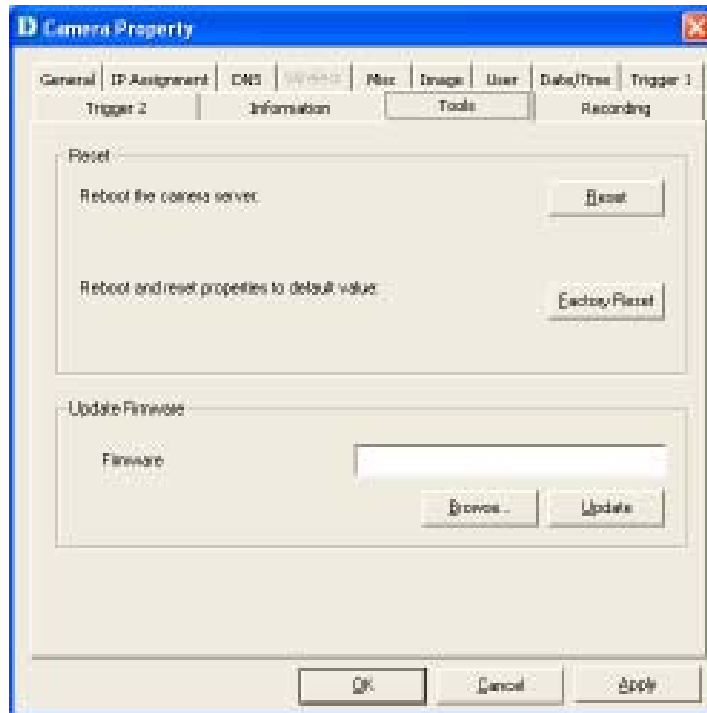 D Camera Property
General IP Assignment DNS Wireless Misc Image User Date/Time Trigger 1
Trigger 2 Information Tools Recording
Reset
Reboot the camera server.
Reset
Reboot and reset properties to default value:
Factory Reset
Update Firmware
Firmware
Browse...
Update
OK Cancel Apply